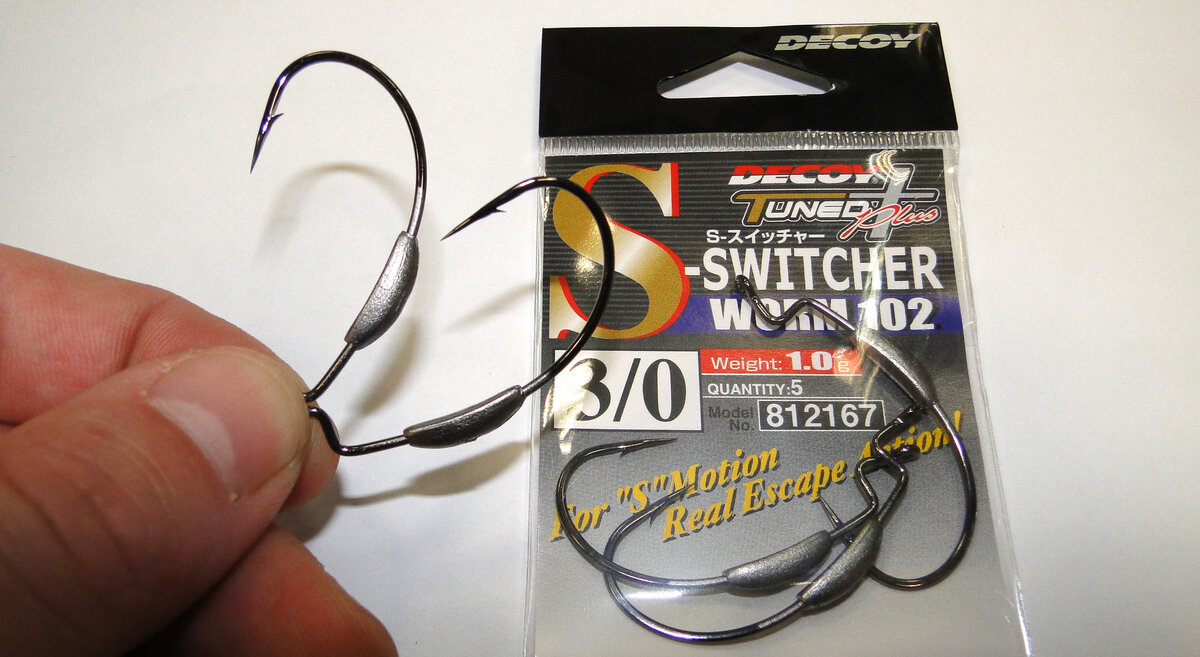 DECOY
S
DECOY
TUNED Plus
S-スイッチャー
-SWITCHER
WORM 102
3/0
Weight: 1.0g
QUANTITY:5
Model No. 812167
For "S" Motion
Real Escape Action!